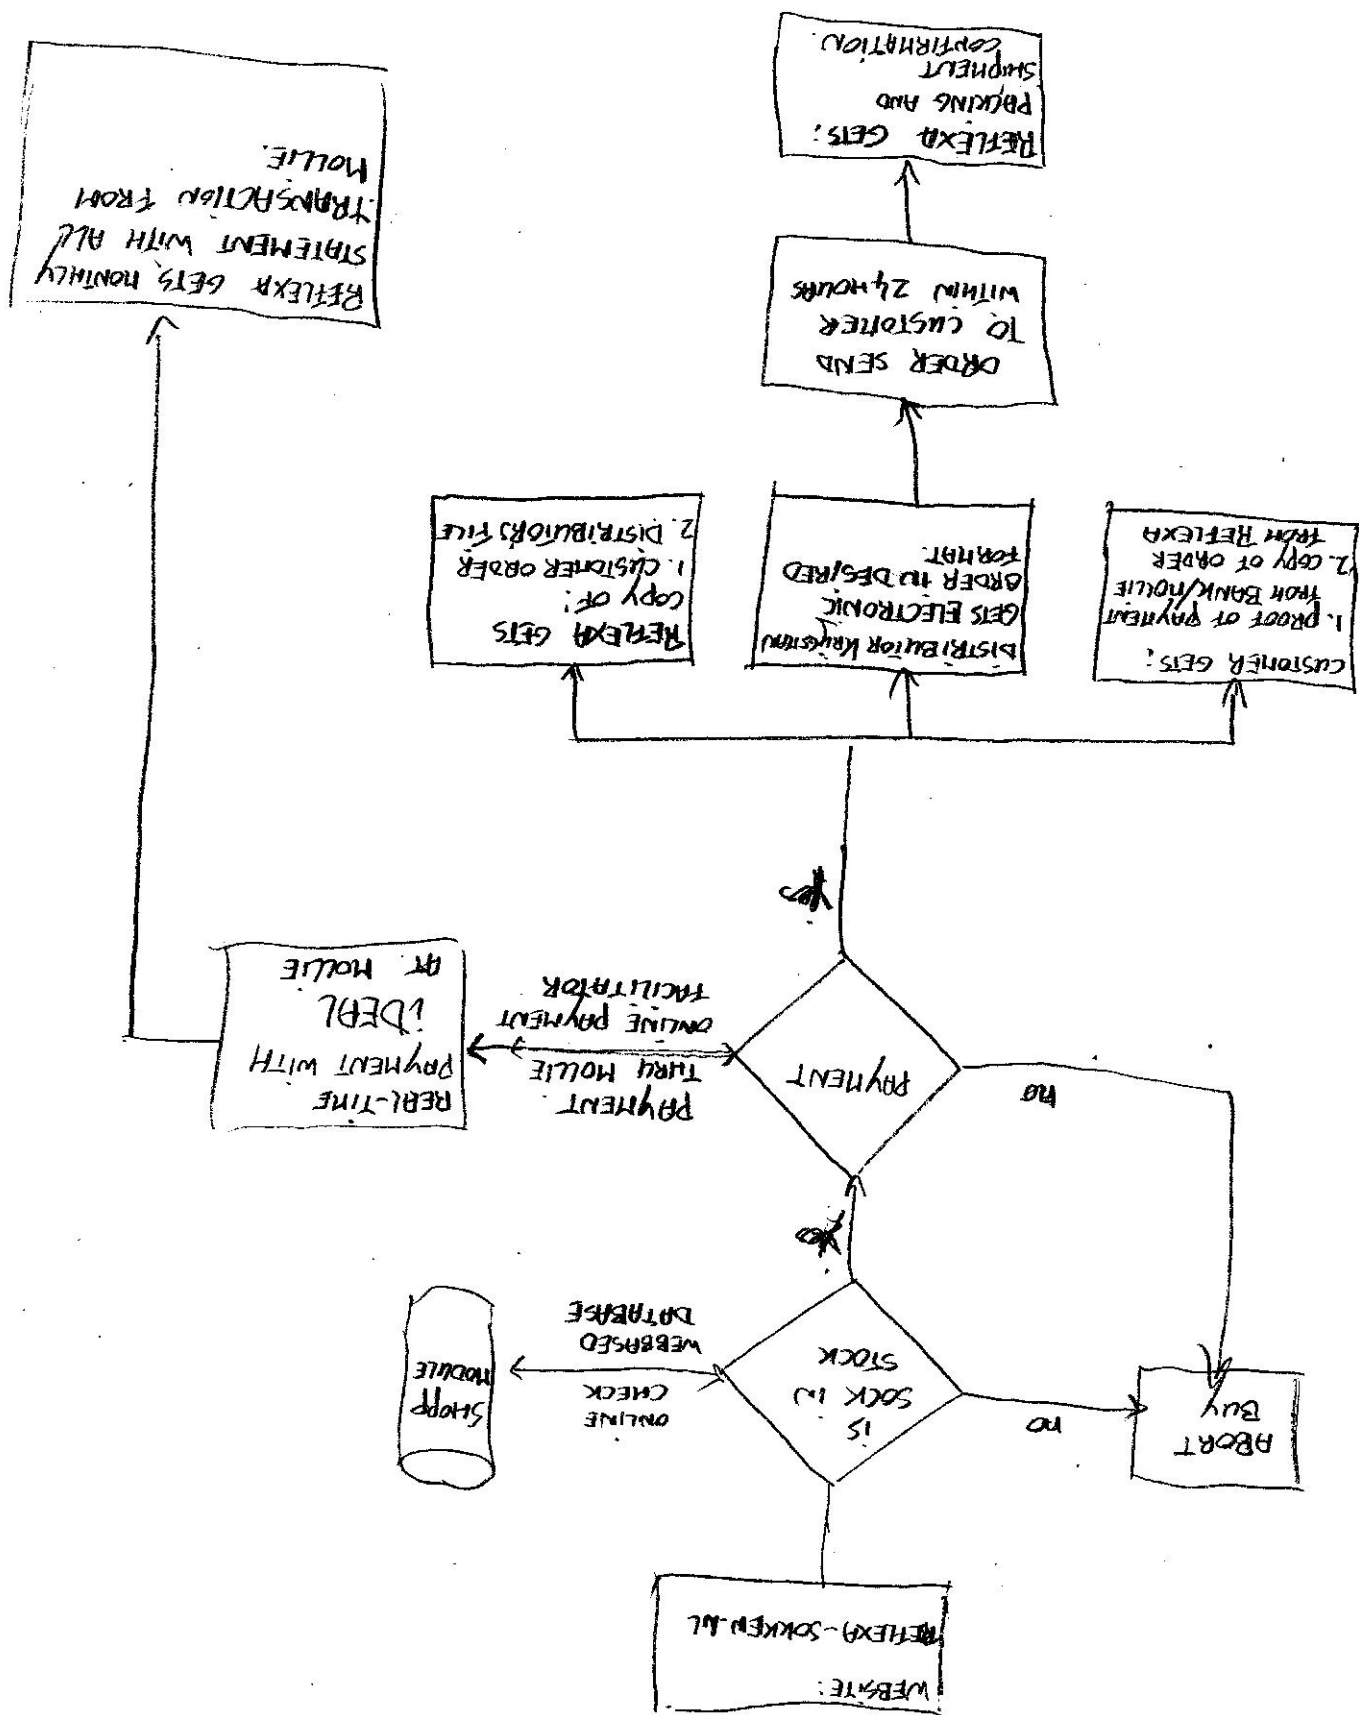 WEBSITE:
REFLEXA-SOKKEN.NL
IS
SOCK IN
STOCK
ONLINE
CHECK
WEBBASED
DATABASE
SHOPP
MODULE
no
ABORT
BUY
Yes
PAYMENT
no
PAYMENT
THRU MOLLIE
ONLINE PAYMENT
FACILITATOR
REAL-TIME
PAYMENT WITH
iDEAL
AT MOLLIE
Yes
CUSTOMER GETS:
1. PROOF OF PAYMENT
FROM BANK/MOLLIE
2. COPY OF ORDER
FROM REFLEXA
DISTRIBUTOR
GETS ELECTRONIC
ORDER IN DESIRED
FORMAT.
REFLEXA GETS
COPY OF:
1. CUSTOMER ORDER
2. DISTRIBUTORS FILE
ORDER SEND
TO CUSTOMER
WITHIN 24 HOURS
REFLEXA GETS:
PACKING AND
SHIPMENT
CONFIRMATION.
REFLEXA GETS MONTHLY
STATEMENT WITH ALL
TRANSACTION FROM
MOLLIE.